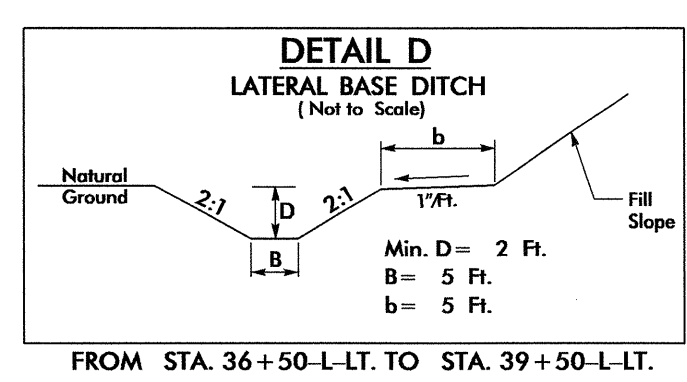 DETAIL D
LATERAL BASE DITCH
( Not to Scale)
b
Natural
Ground
2:1
D
2:1
1"/Ft.
B
Fill
Slope
Min. D= 2 Ft.
B= 5 Ft.
b= 5 Ft.
FROM STA. 36+50-L-LT. TO STA. 39+50-L-LT.